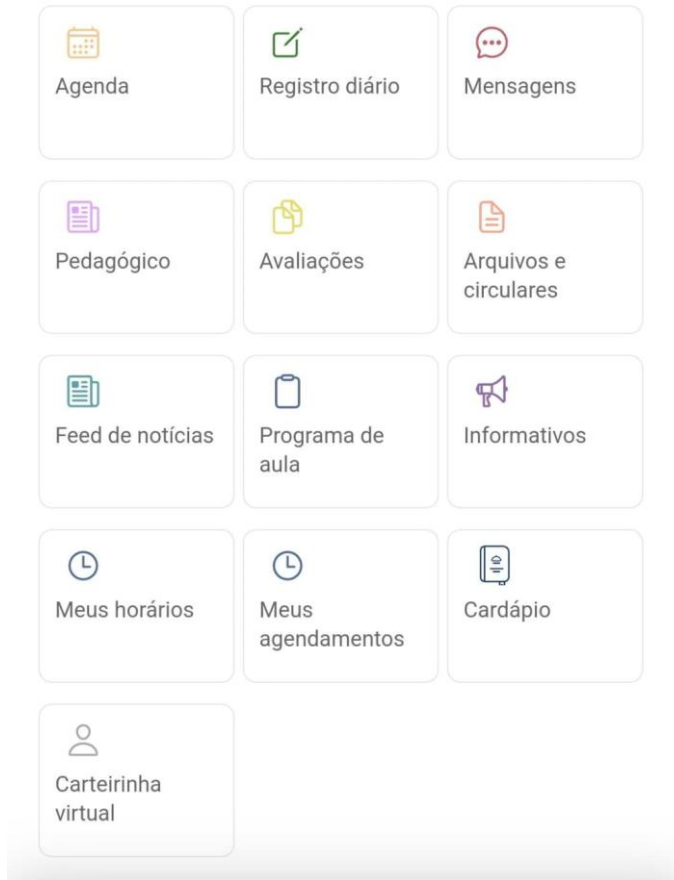 Agenda
Registro diário
Mensagens
Pedagógico
Avaliações
Arquivos e
circulares
Feed de notícias
Programa de
aula
Informativos
Meus horários
Meus
agendamentos
Cardápio
Carteirinha
virtual